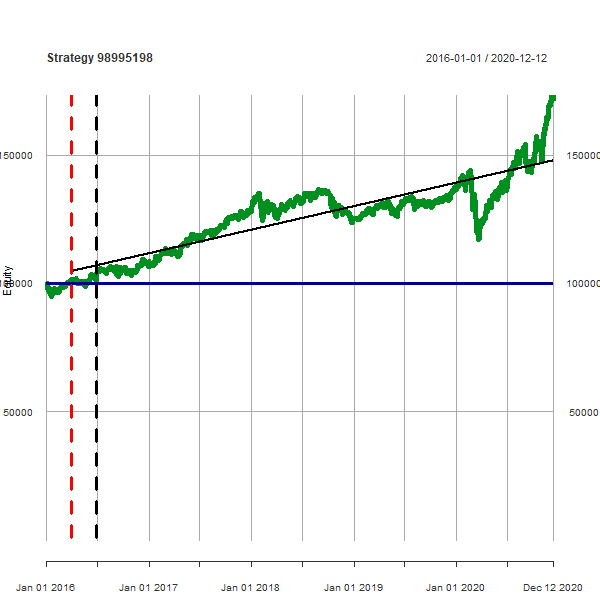 Strategy 98995198
2016-01-01 / 2020-12-12
150000
150000
Equity
100000
100000
50000
50000
Jan 01 2016
Jan 01 2017
Jan 01 2018
Jan 01 2019
Jan 01 2020
Dec 12 2020